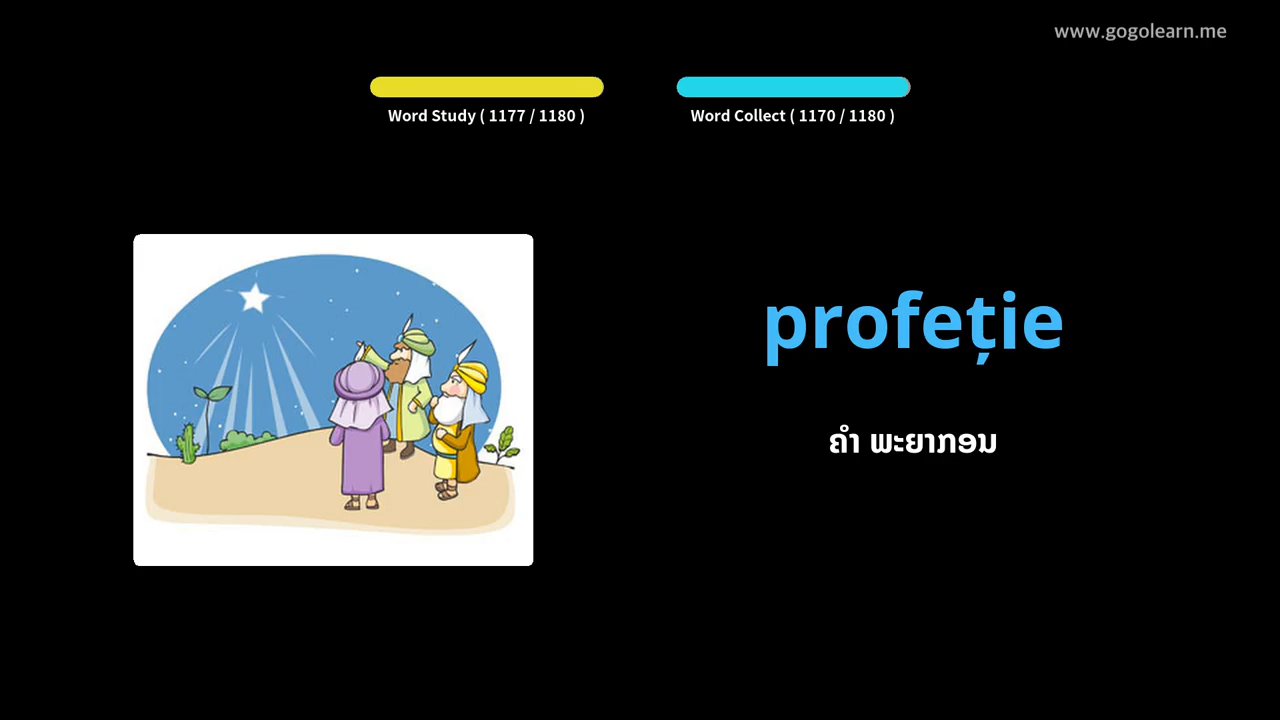 www.gogolearn.me
Word Study ( 1177 / 1180 )
Word Collect ( 1170 / 1180 )
profeție
ຄຳ ພະຍາກອນ